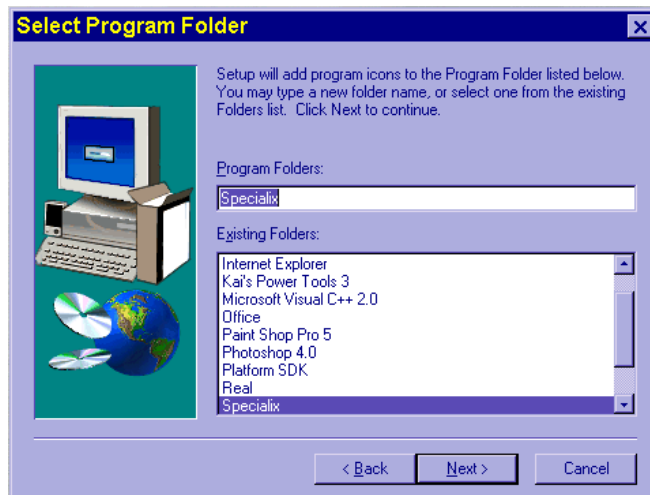 Select Program Folder
Setup will add program icons to the Program Folder listed below.
You may type a new folder name, or select one from the existing
Folders list. Click Next to continue.
Program Folders:
Specialix
Existing Folders:
Internet Explorer
Kai's Power Tools 3
Microsoft Visual C++ 2.0
Office
Paint Shop Pro 5
Photoshop 4.0
Platform SDK
Real
Specialix
< Back
Next >
Cancel